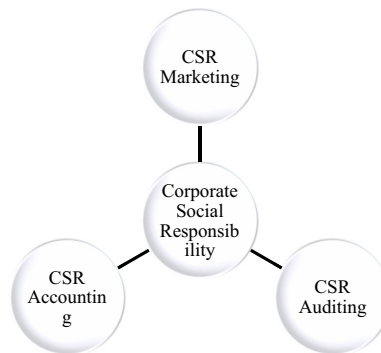 CSR
Marketing
Corporate
Social
Responsib
ility
CSR
Accountin
g
CSR
Auditing